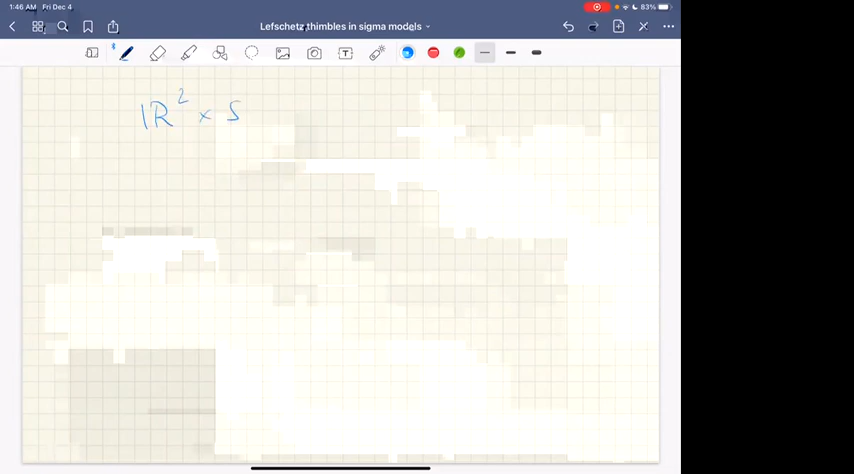 1:46 AM Fri Dec 4
83%
Lefschetz thimbles in sigma models
T
ℝ² × S